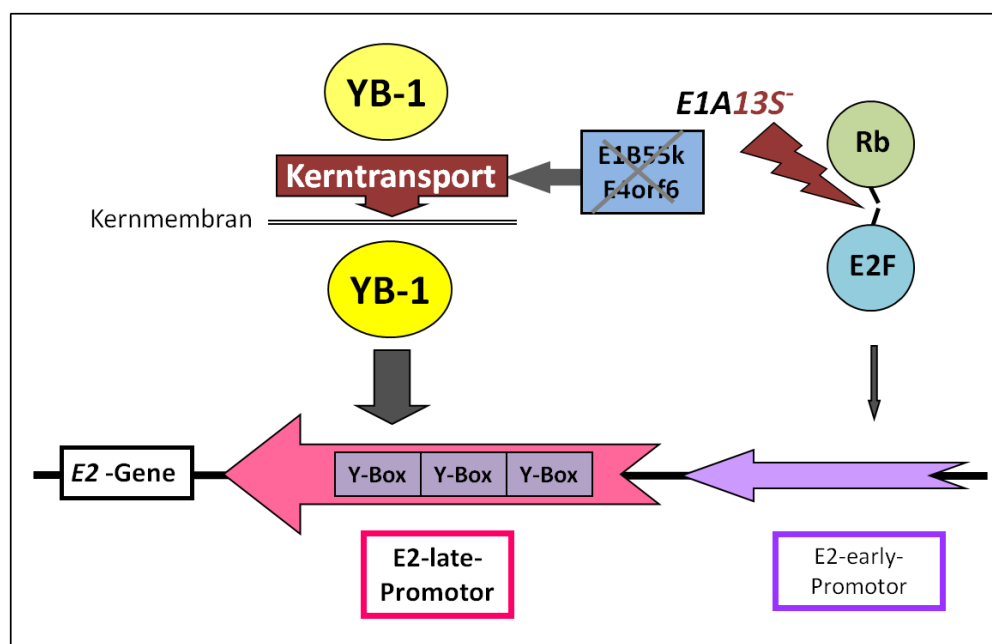 YB-1
E1A13S⁻
Rb
E1B55k
E4orf6
Kerntransport
Kernmembran
YB-1
E2F
E2 -Gene
Y-Box
Y-Box
Y-Box
E2-late-
Promotor
E2-early-
Promotor